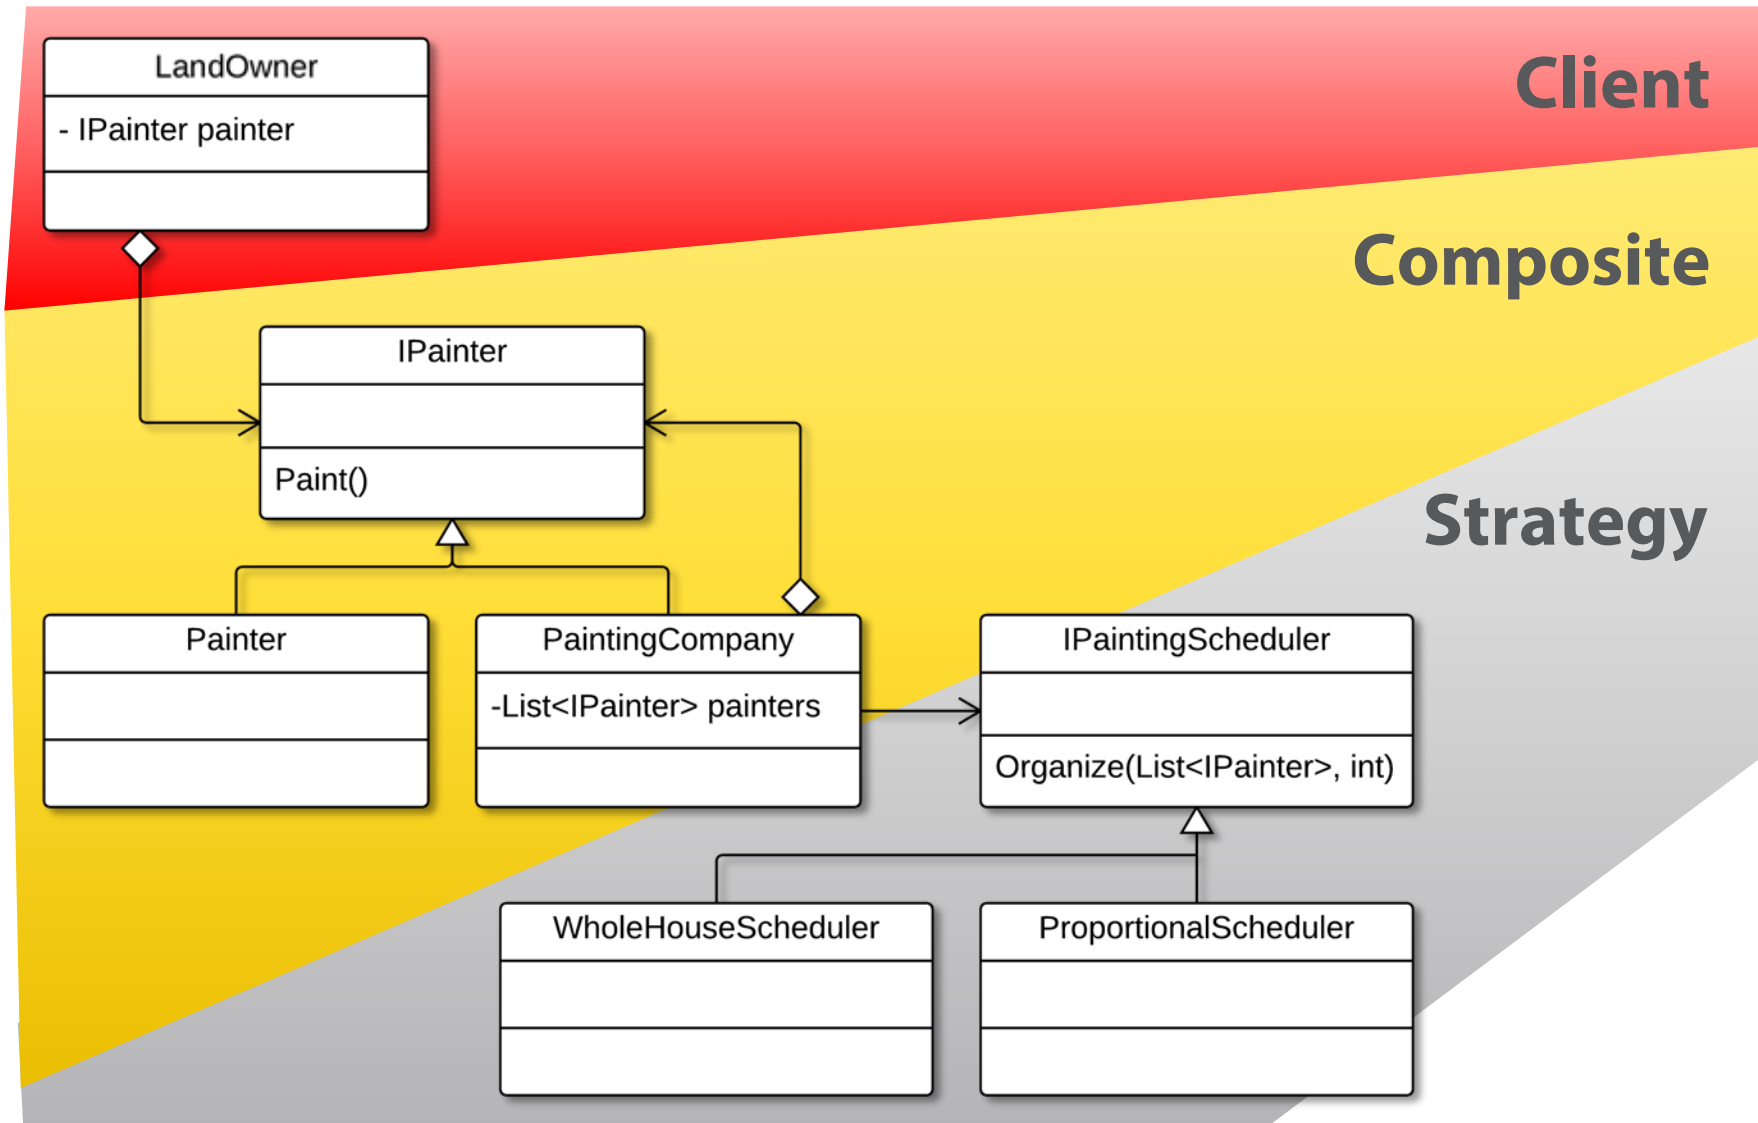 LandOwner
- IPainter painter
Client
Composite
IPainter
Paint()
Strategy
Painter
PaintingCompany
-List<IPainter> painters
IPaintingScheduler
Organize(List<IPainter>, int)
WholeHouseScheduler
ProportionalScheduler